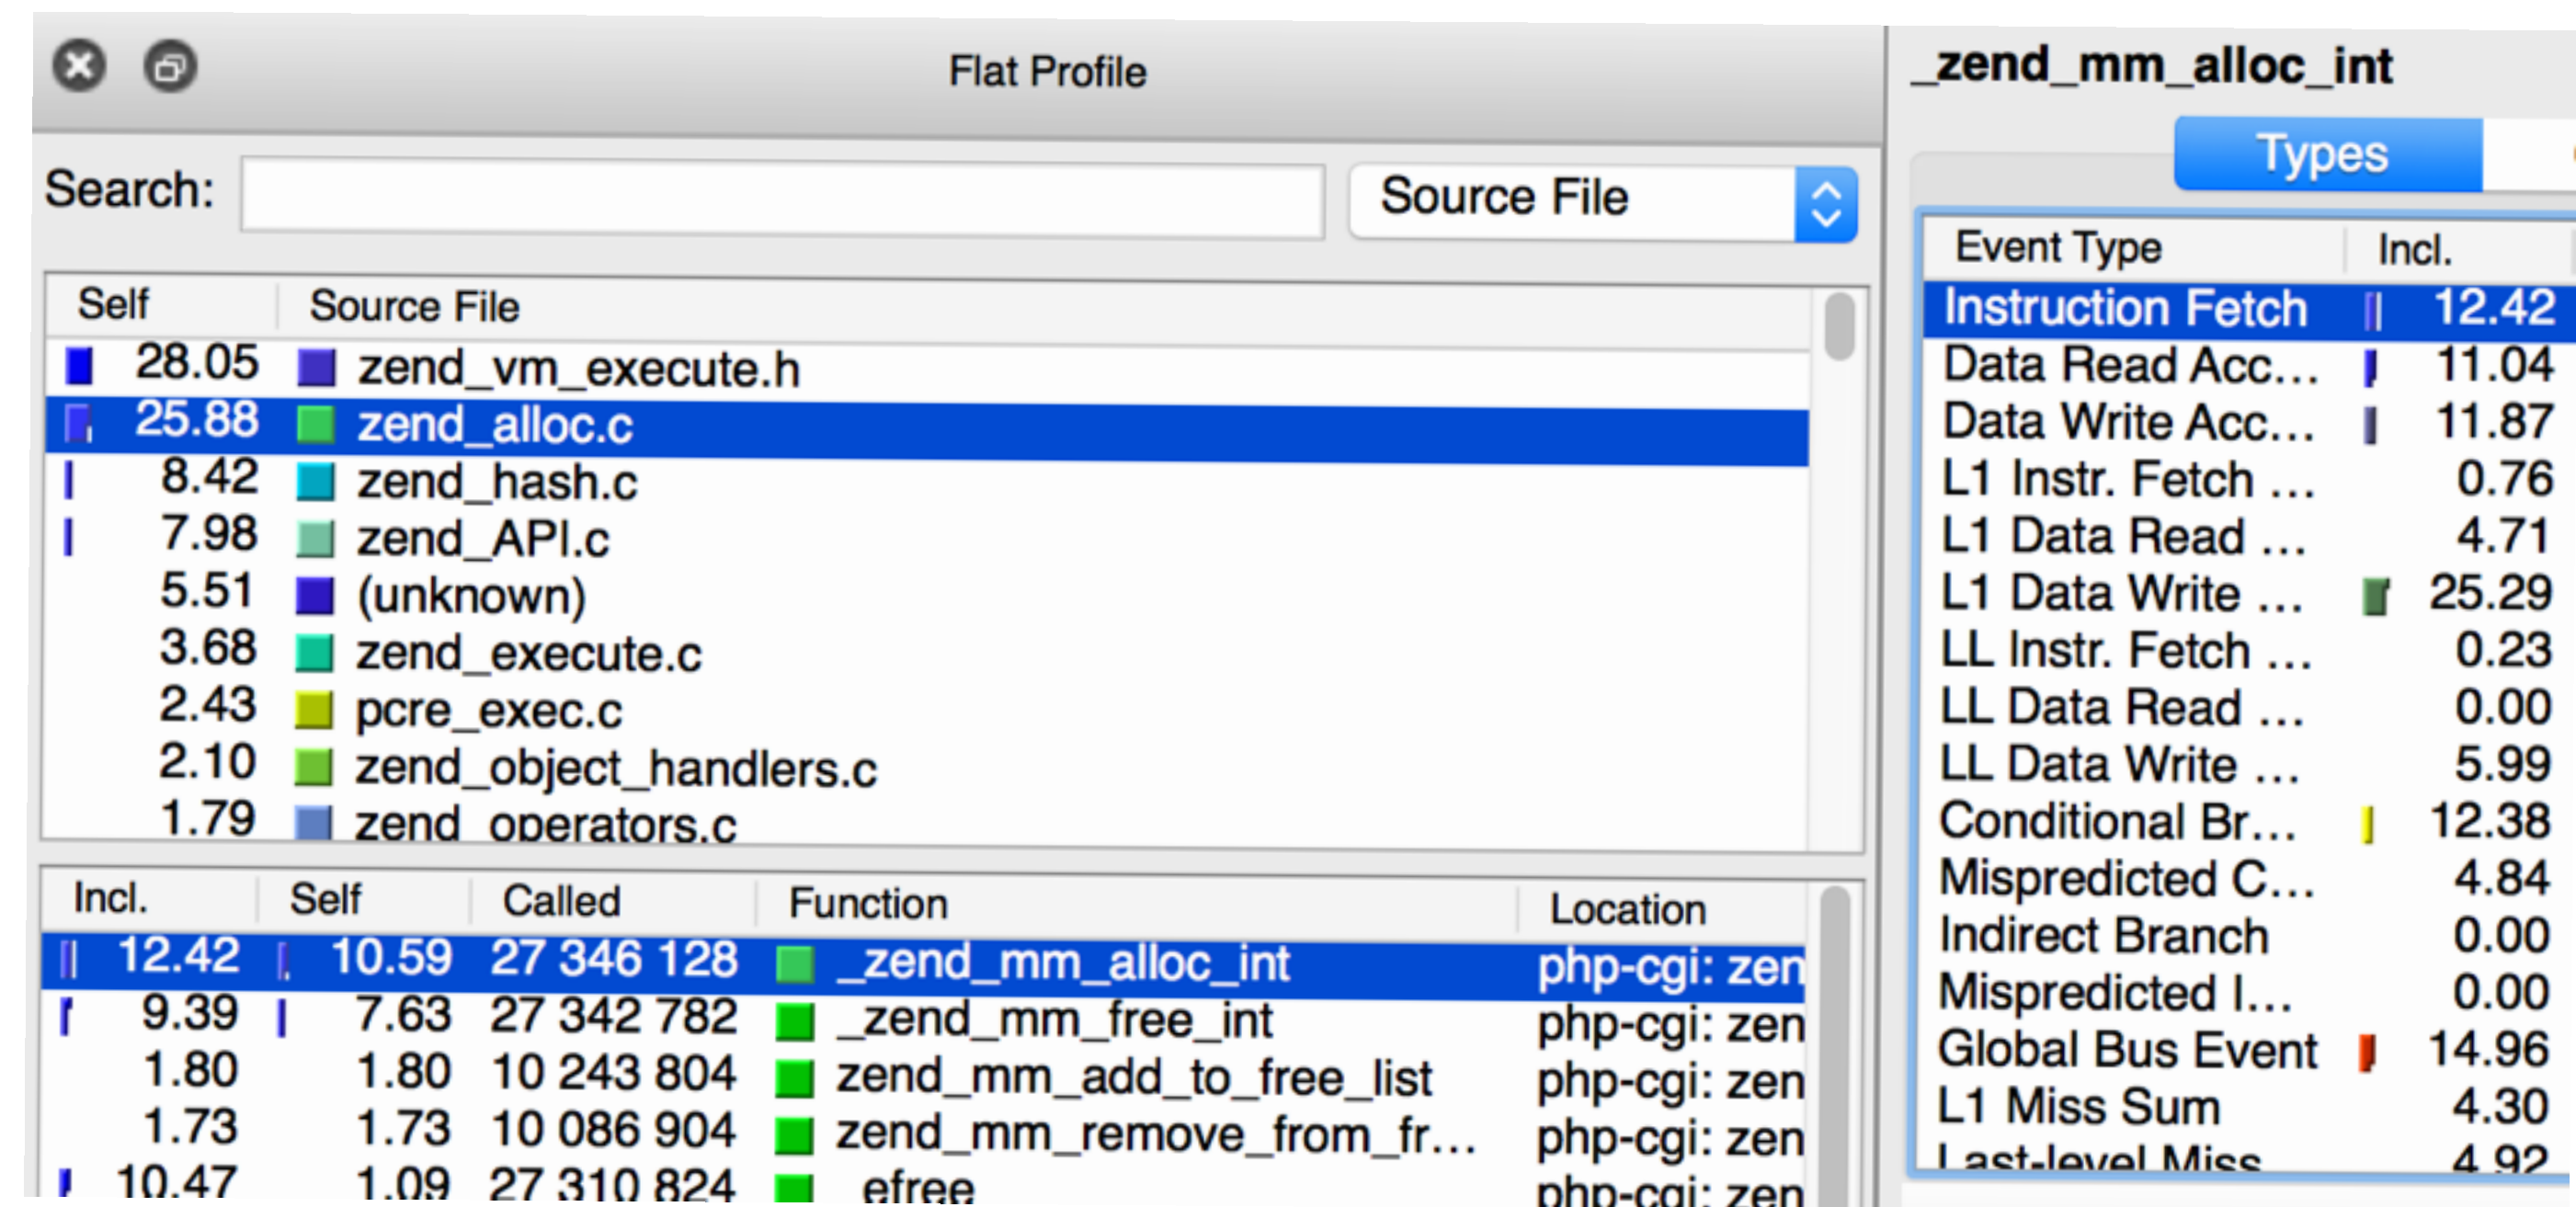 Flat Profile
Search: Source File
Self Source File
28.05 zend_vm_execute.h
25.88 zend_alloc.c
8.42 zend_hash.c
7.98 zend_API.c
5.51 (unknown)
3.68 zend_execute.c
2.43 pcre_exec.c
2.10 zend_object_handlers.c
1.79 zend_operators.c
Incl. Self Called Function Location
12.42 10.59 27 346 128 _zend_mm_alloc_int php-cgi: zen
9.39 7.63 27 342 782 _zend_mm_free_int php-cgi: zen
1.80 1.80 10 243 804 zend_mm_add_to_free_list php-cgi: zen
1.73 1.73 10 086 904 zend_mm_remove_from_fr... php-cgi: zen
10.47 1.09 27 310 824 _efree php-cgi: zen
_zend_mm_alloc_int
Types
Event Type Incl.
Instruction Fetch 12.42
Data Read Acc... 11.04
Data Write Acc... 11.87
L1 Instr. Fetch ... 0.76
L1 Data Read ... 4.71
L1 Data Write ... 25.29
LL Instr. Fetch ... 0.23
LL Data Read ... 0.00
LL Data Write ... 5.99
Conditional Br... 12.38
Mispredicted C... 4.84
Indirect Branch 0.00
Mispredicted I... 0.00
Global Bus Event 14.96
L1 Miss Sum 4.30
Last-level Miss 4.92